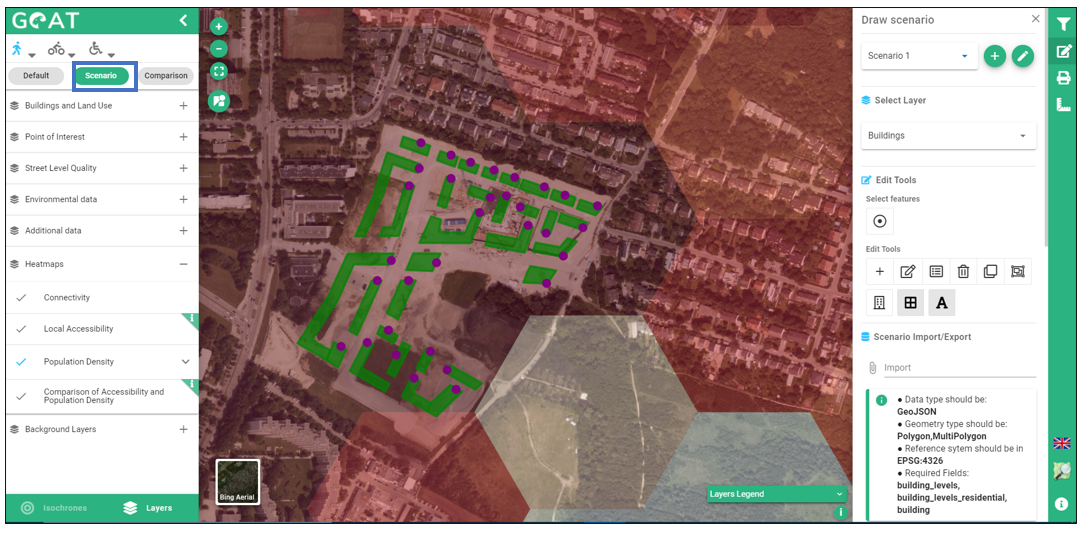 GOAT
Default
Scenario
Comparison
Buildings and Land Use
Point of Interest
Street Level Quality
Environmental data
Additional data
Heatmaps
Connectivity
Local Accessibility
Population Density
Comparison of Accessibility and
Population Density
Background Layers
Isochrones
Layers
Bing Aerial
Layers Legend
Draw scenario
Scenario 1
Select Layer
Buildings
Edit Tools
Select features
Edit Tools
A
Scenario Import/Export
Import
● Data type should be:
GeoJSON
● Geometry type should be:
Polygon,MultiPolygon
● Reference sytem should be in
EPSG:4326
● Required Fields:
building_levels,
building_levels_residential,
building